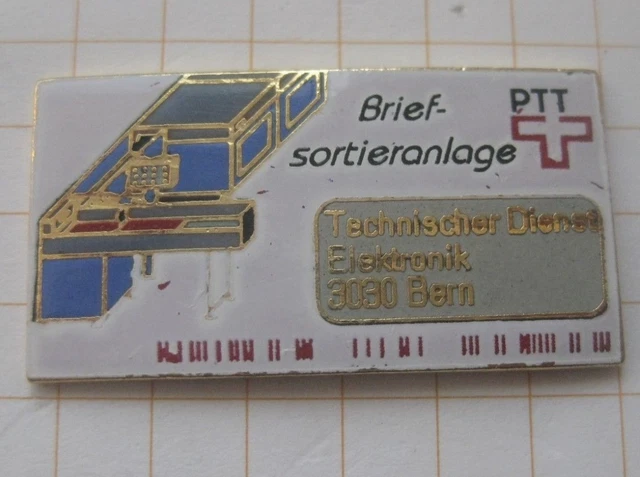 Brief-
sortieranlage
PTT
Technischer Dienst
Elektronik
3030 Bern